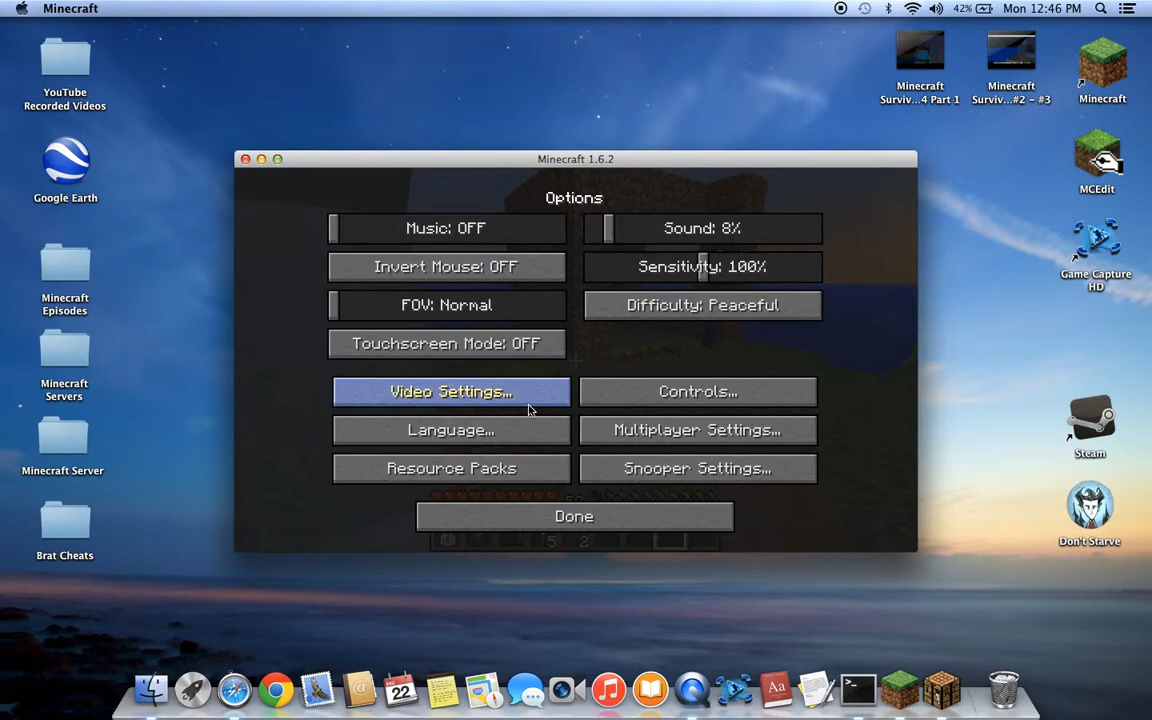 Minecraft
42%
Mon 12:46 PM
YouTube
Recorded Videos
Google Earth
Minecraft
Episodes
Minecraft
Servers
Minecraft Server
Brat Cheats
Minecraft
Surviv...4 Part 1
Minecraft
Surviv...#2 - #3
Minecraft
MCEdit
Game Capture
HD
Steam
Don't Starve
Minecraft 1.6.2
Options
Music: OFF
Sound: 8%
Invert Mouse: OFF
Sensitivity: 100%
FOV: Normal
Difficulty: Peaceful
Touchscreen Mode: OFF
Video Settings...
Controls...
Language...
Multiplayer Settings...
Resource Packs
Snooper Settings...
Done
5
2
DEC
22